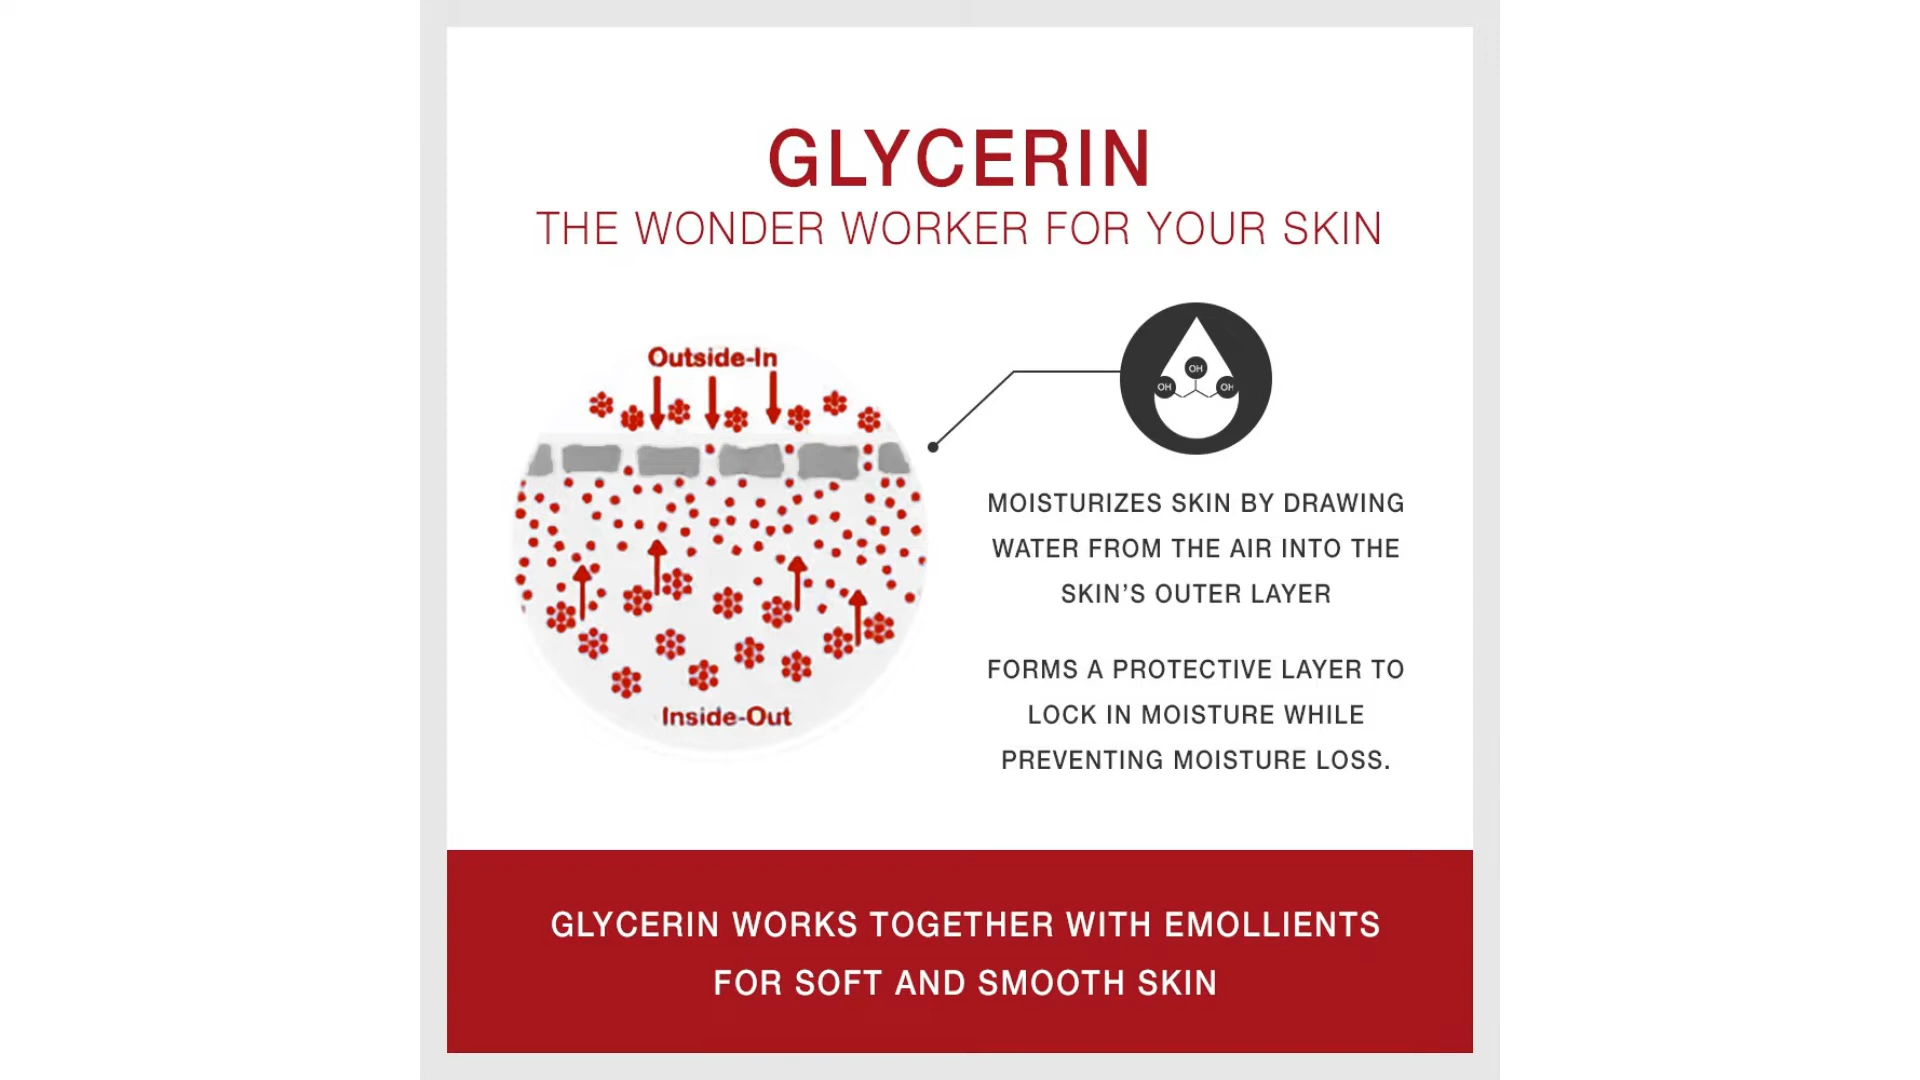 GLYCERIN
THE WONDER WORKER FOR YOUR SKIN
Outside-In
OH
OH
OH
MOISTURIZES SKIN BY DRAWING
WATER FROM THE AIR INTO THE
SKIN'S OUTER LAYER
FORMS A PROTECTIVE LAYER TO
LOCK IN MOISTURE WHILE
PREVENTING MOISTURE LOSS.
Inside-Out
GLYCERIN WORKS TOGETHER WITH EMOLLIENTS
FOR SOFT AND SMOOTH SKIN